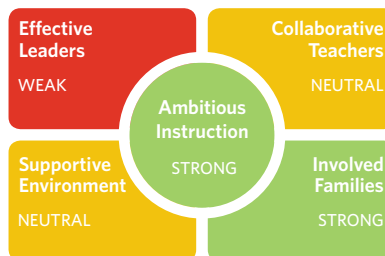 Effective
Leaders
WEAK
Collaborative
Teachers
NEUTRAL
Ambitious
Instruction
STRONG
Supportive
Environment
NEUTRAL
Involved
Families
STRONG